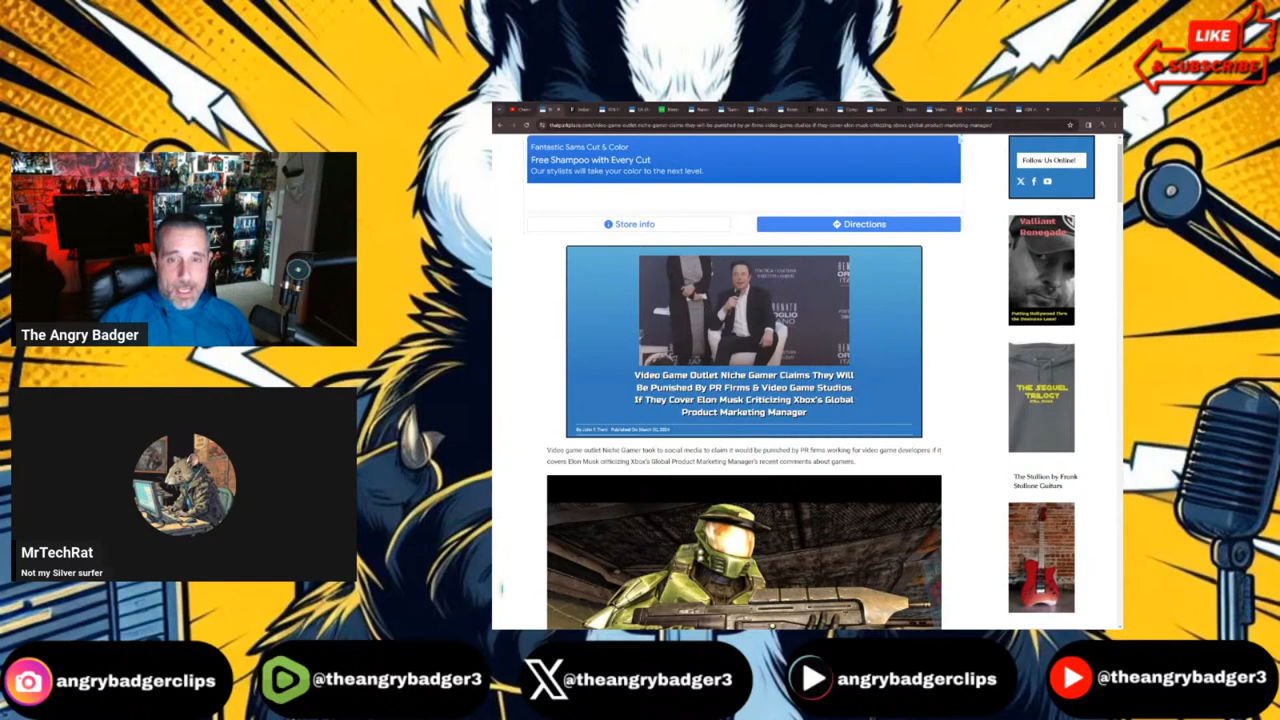 LIKE
& SUBSCRIBE
The Angry Badger
MrTechRat
Not my Silver surfer
Fantastic Sams Cut & Color
Free Shampoo with Every Cut
Our stylists will take your color to the next level.
Store info
Directions
Video Game Outlet Niche Gamer Claims They Will
Be Punished By PR Firms & Video Game Studios
If They Cover Elon Musk Criticizing Xbox's Global
Product Marketing Manager
Video game outlet Niche Gamer took to social media to claim it would be punished by PR firms working for video game developers if it
covers Elon Musk criticizing Xbox's Global Product Marketing Manager's recent comments about gamers.
Follow Us Online!
Valliant
Renegade
Putting Hollywood Thru
THE SEQUEL
TRILOGY
The Stallion by Frank
Stallone Guitars
angrybadgerclips
@theangrybadger3
@theangrybadger3
angrybadgerclips
@theangrybadger3